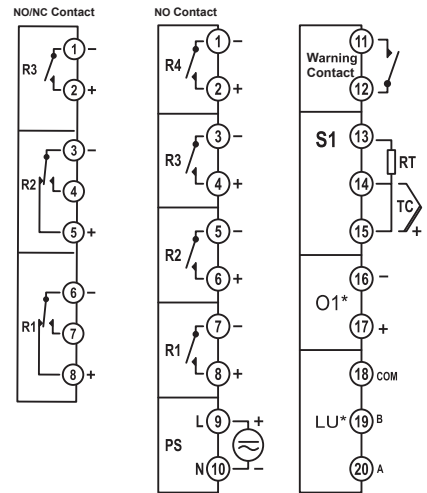 NO/NC Contact
R3
1 −
2 +
R2
3 −
4
5 +
R1
6 −
7
8 +
NO Contact
R4
1 −
2 +
R3
3 −
4 +
R2
5 −
6 +
R1
7 −
8 +
PS
L 9 +
N 10 −
Warning
Contact
11
12
S1
13
RT
14
TC
15 +
O1*
16 −
17 +
LU*
18 COM
19 B
20 A